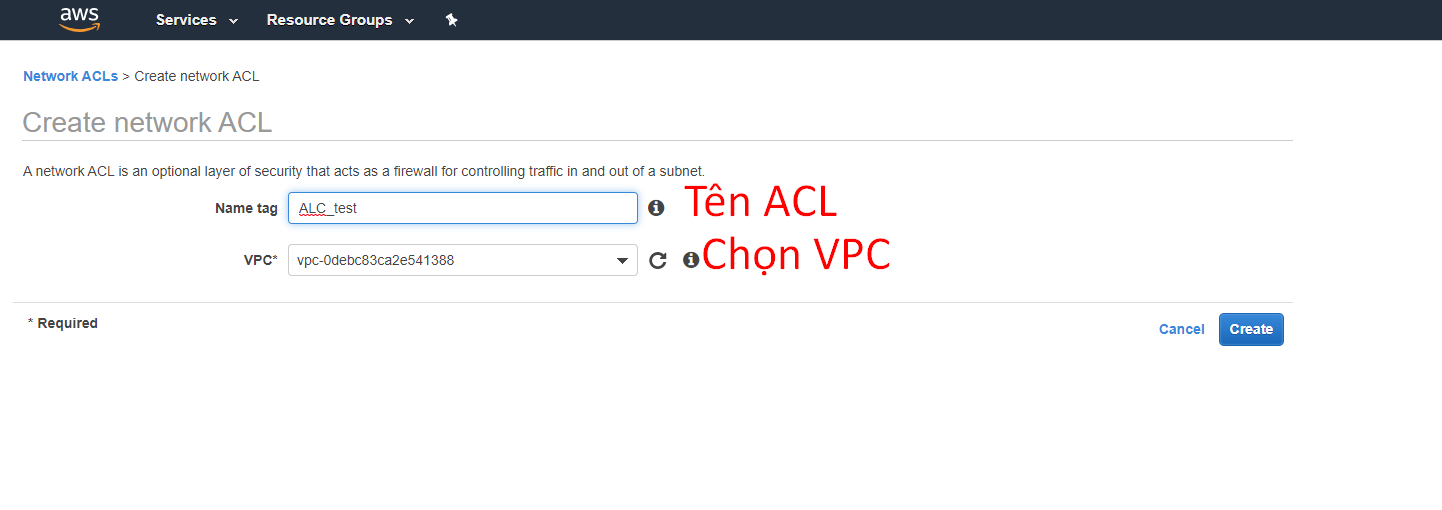 aws Services Resource Groups
Network ACLs > Create network ACL
Create network ACL
A network ACL is an optional layer of security that acts as a firewall for controlling traffic in and out of a subnet.
Name tag ALC_test Tên ACL
VPC* vpc-0debc83ca2e541388 Chọn VPC
* Required
Cancel Create